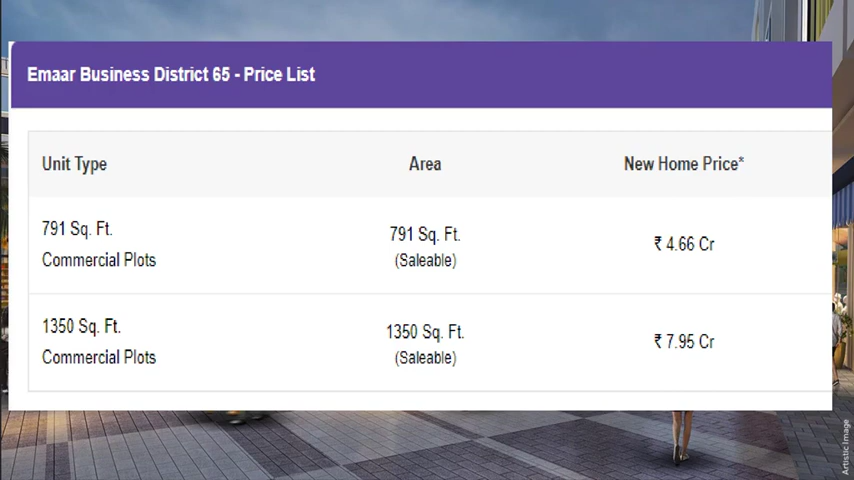 Emaar Business District 65 - Price List
Unit Type Area New Home Price*
791 Sq. Ft.
Commercial Plots
791 Sq. Ft.
(Saleable)
₹ 4.66 Cr
1350 Sq. Ft.
Commercial Plots
1350 Sq. Ft.
(Saleable)
₹ 7.95 Cr
Artistic Image